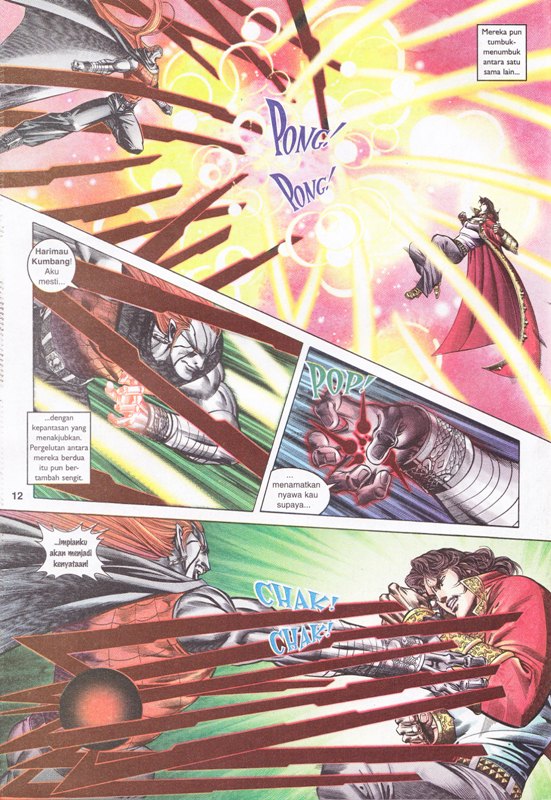 Mereka pun
tumbuk-
menumbuk
antara satu
sama lain...
PONG!
PONG!
Harimau
Kumbang!
Aku
mesti...
...dengan
kepantasan yang
menakjubkan.
Pergelutan antara
mereka berdua
itu pun ber-
tambah sengit.
POP!
...
menamatkan
nyawa kau
supaya...
12
...impianku
akan menjadi
kenyataan!
CHAK!
CHAK!